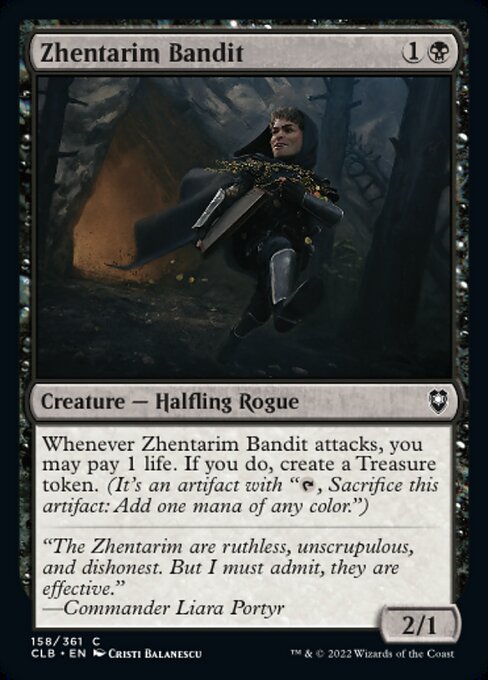 Zhentarim Bandit 1
Creature — Halfling Rogue
Whenever Zhentarim Bandit attacks, you
may pay 1 life. If you do, create a Treasure
token. (It's an artifact with “, Sacrifice this
artifact: Add one mana of any color.”)
“The Zhentarim are ruthless, unscrupulous,
and dishonest. But I must admit, they are
effective.”
—Commander Liara Portyr
2/1
158/361 C
CLB • EN Cristi Balanescu
™ & © 2022 Wizards of the Coast